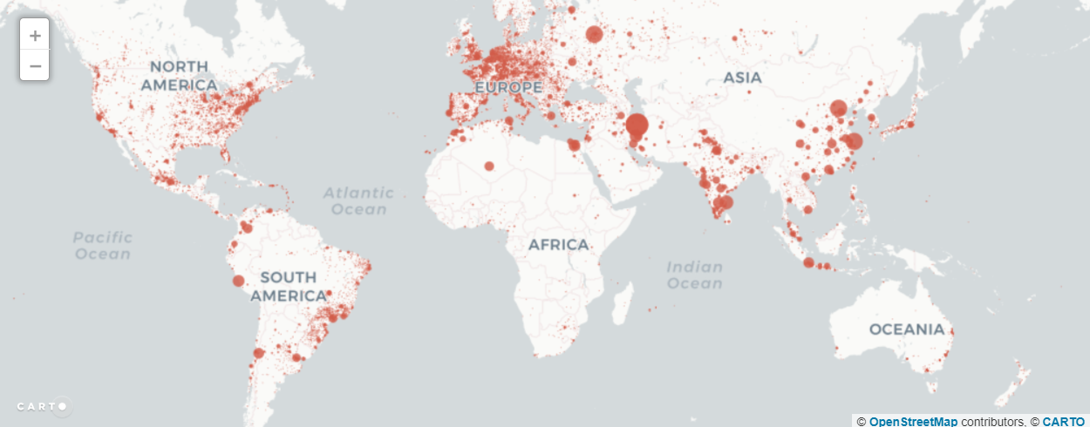 +
−
NORTH
AMERICA
EUROPE
ASIA
Atlantic
Ocean
Pacific
Ocean
AFRICA
SOUTH
AMERICA
Indian
Ocean
OCEANIA
CARTO
© OpenStreetMap contributors, © CARTO